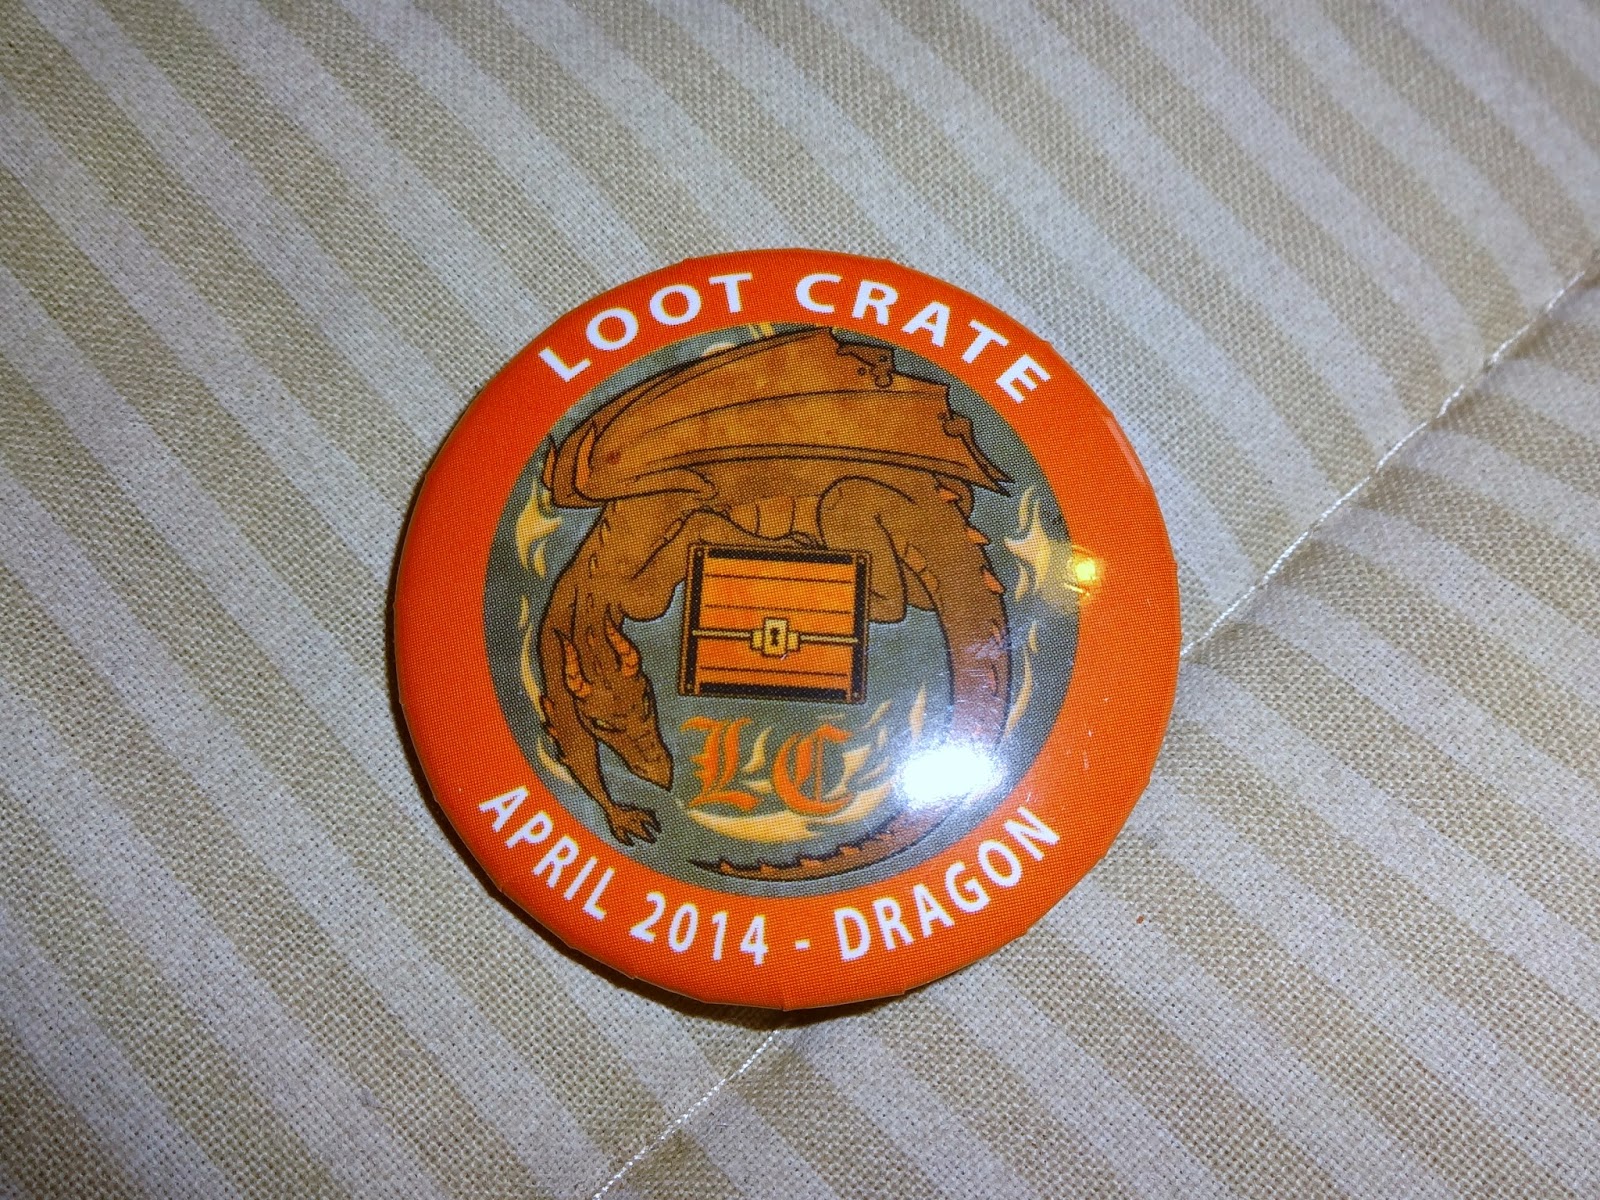 LOOT CRATE
LC
APRIL 2014 - DRAGON